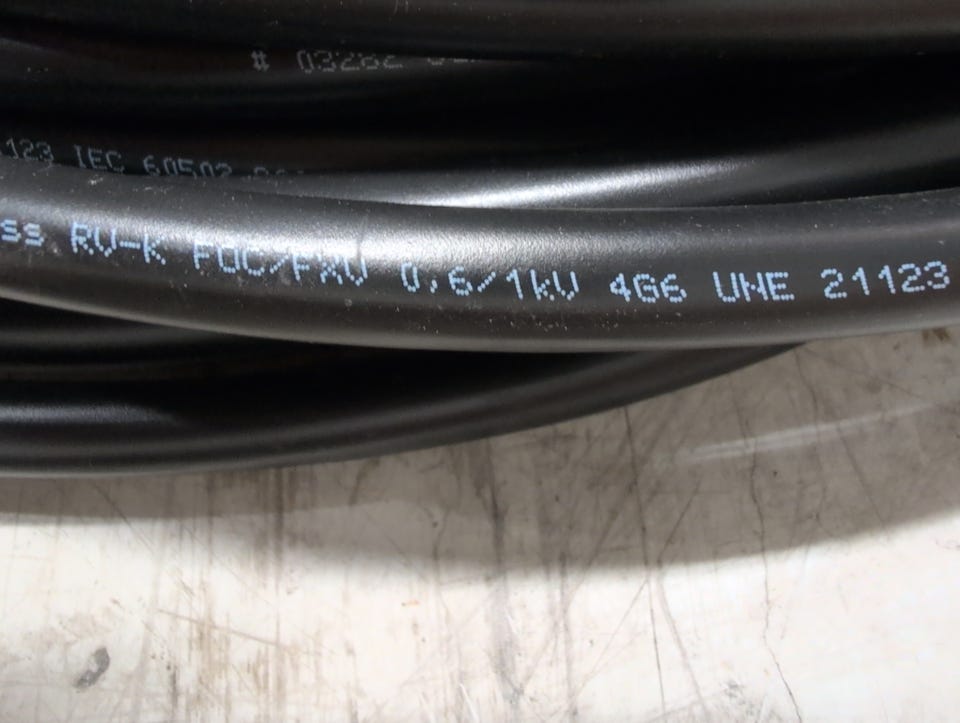 # 03282
123 IEC 60502
ss RV-K FOC/FXV 0,6/1kV 4G6 UNE 21123